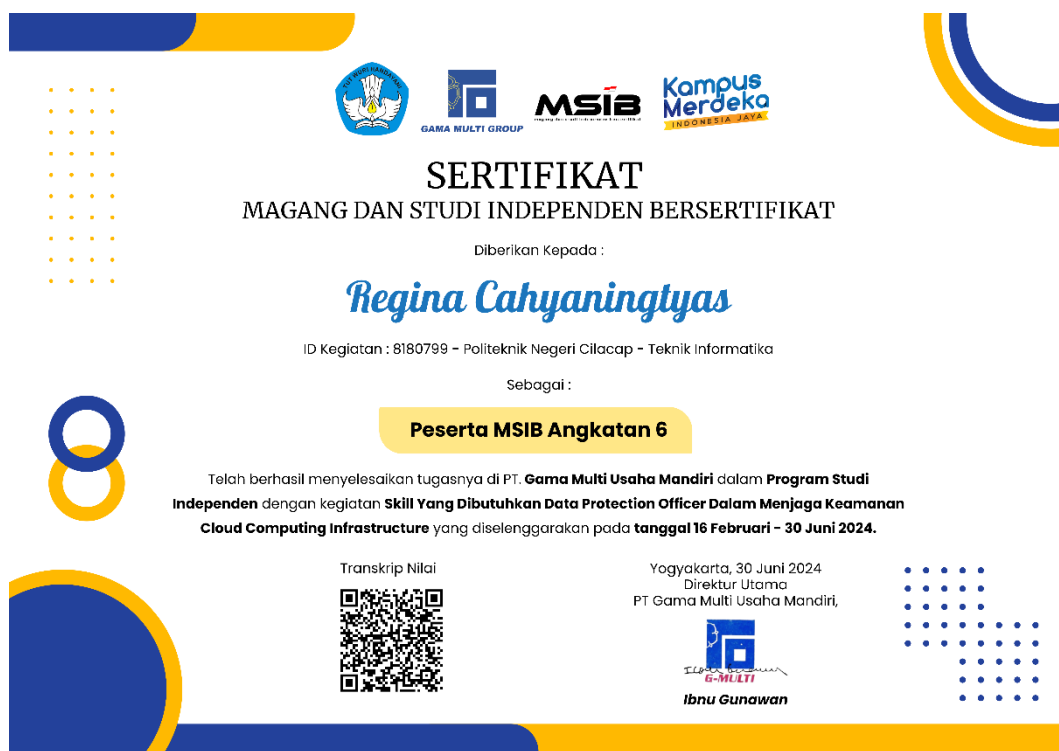 TUT WURI HANDAYANI
GAMA MULTI GROUP
MSIB
Kampus
Merdeka
INDONESIA JAYA
SERTIFIKAT
MAGANG DAN STUDI INDEPENDEN BERSERTIFIKAT
Diberikan Kepada :
Regina Cahyaningtyas
ID Kegiatan : 8180799 - Politeknik Negeri Cilacap - Teknik Informatika
Sebagai :
Peserta MSIB Angkatan 6
Telah berhasil menyelesaikan tugasnya di PT. Gama Multi Usaha Mandiri dalam Program Studi
Independen dengan kegiatan Skill Yang Dibutuhkan Data Protection Officer Dalam Menjaga Keamanan
Cloud Computing Infrastructure yang diselenggarakan pada tanggal 16 Februari - 30 Juni 2024.
Transkrip Nilai
Yogyakarta, 30 Juni 2024
Direktur Utama
PT Gama Multi Usaha Mandiri,
G-MULTI
Ibnu Gunawan